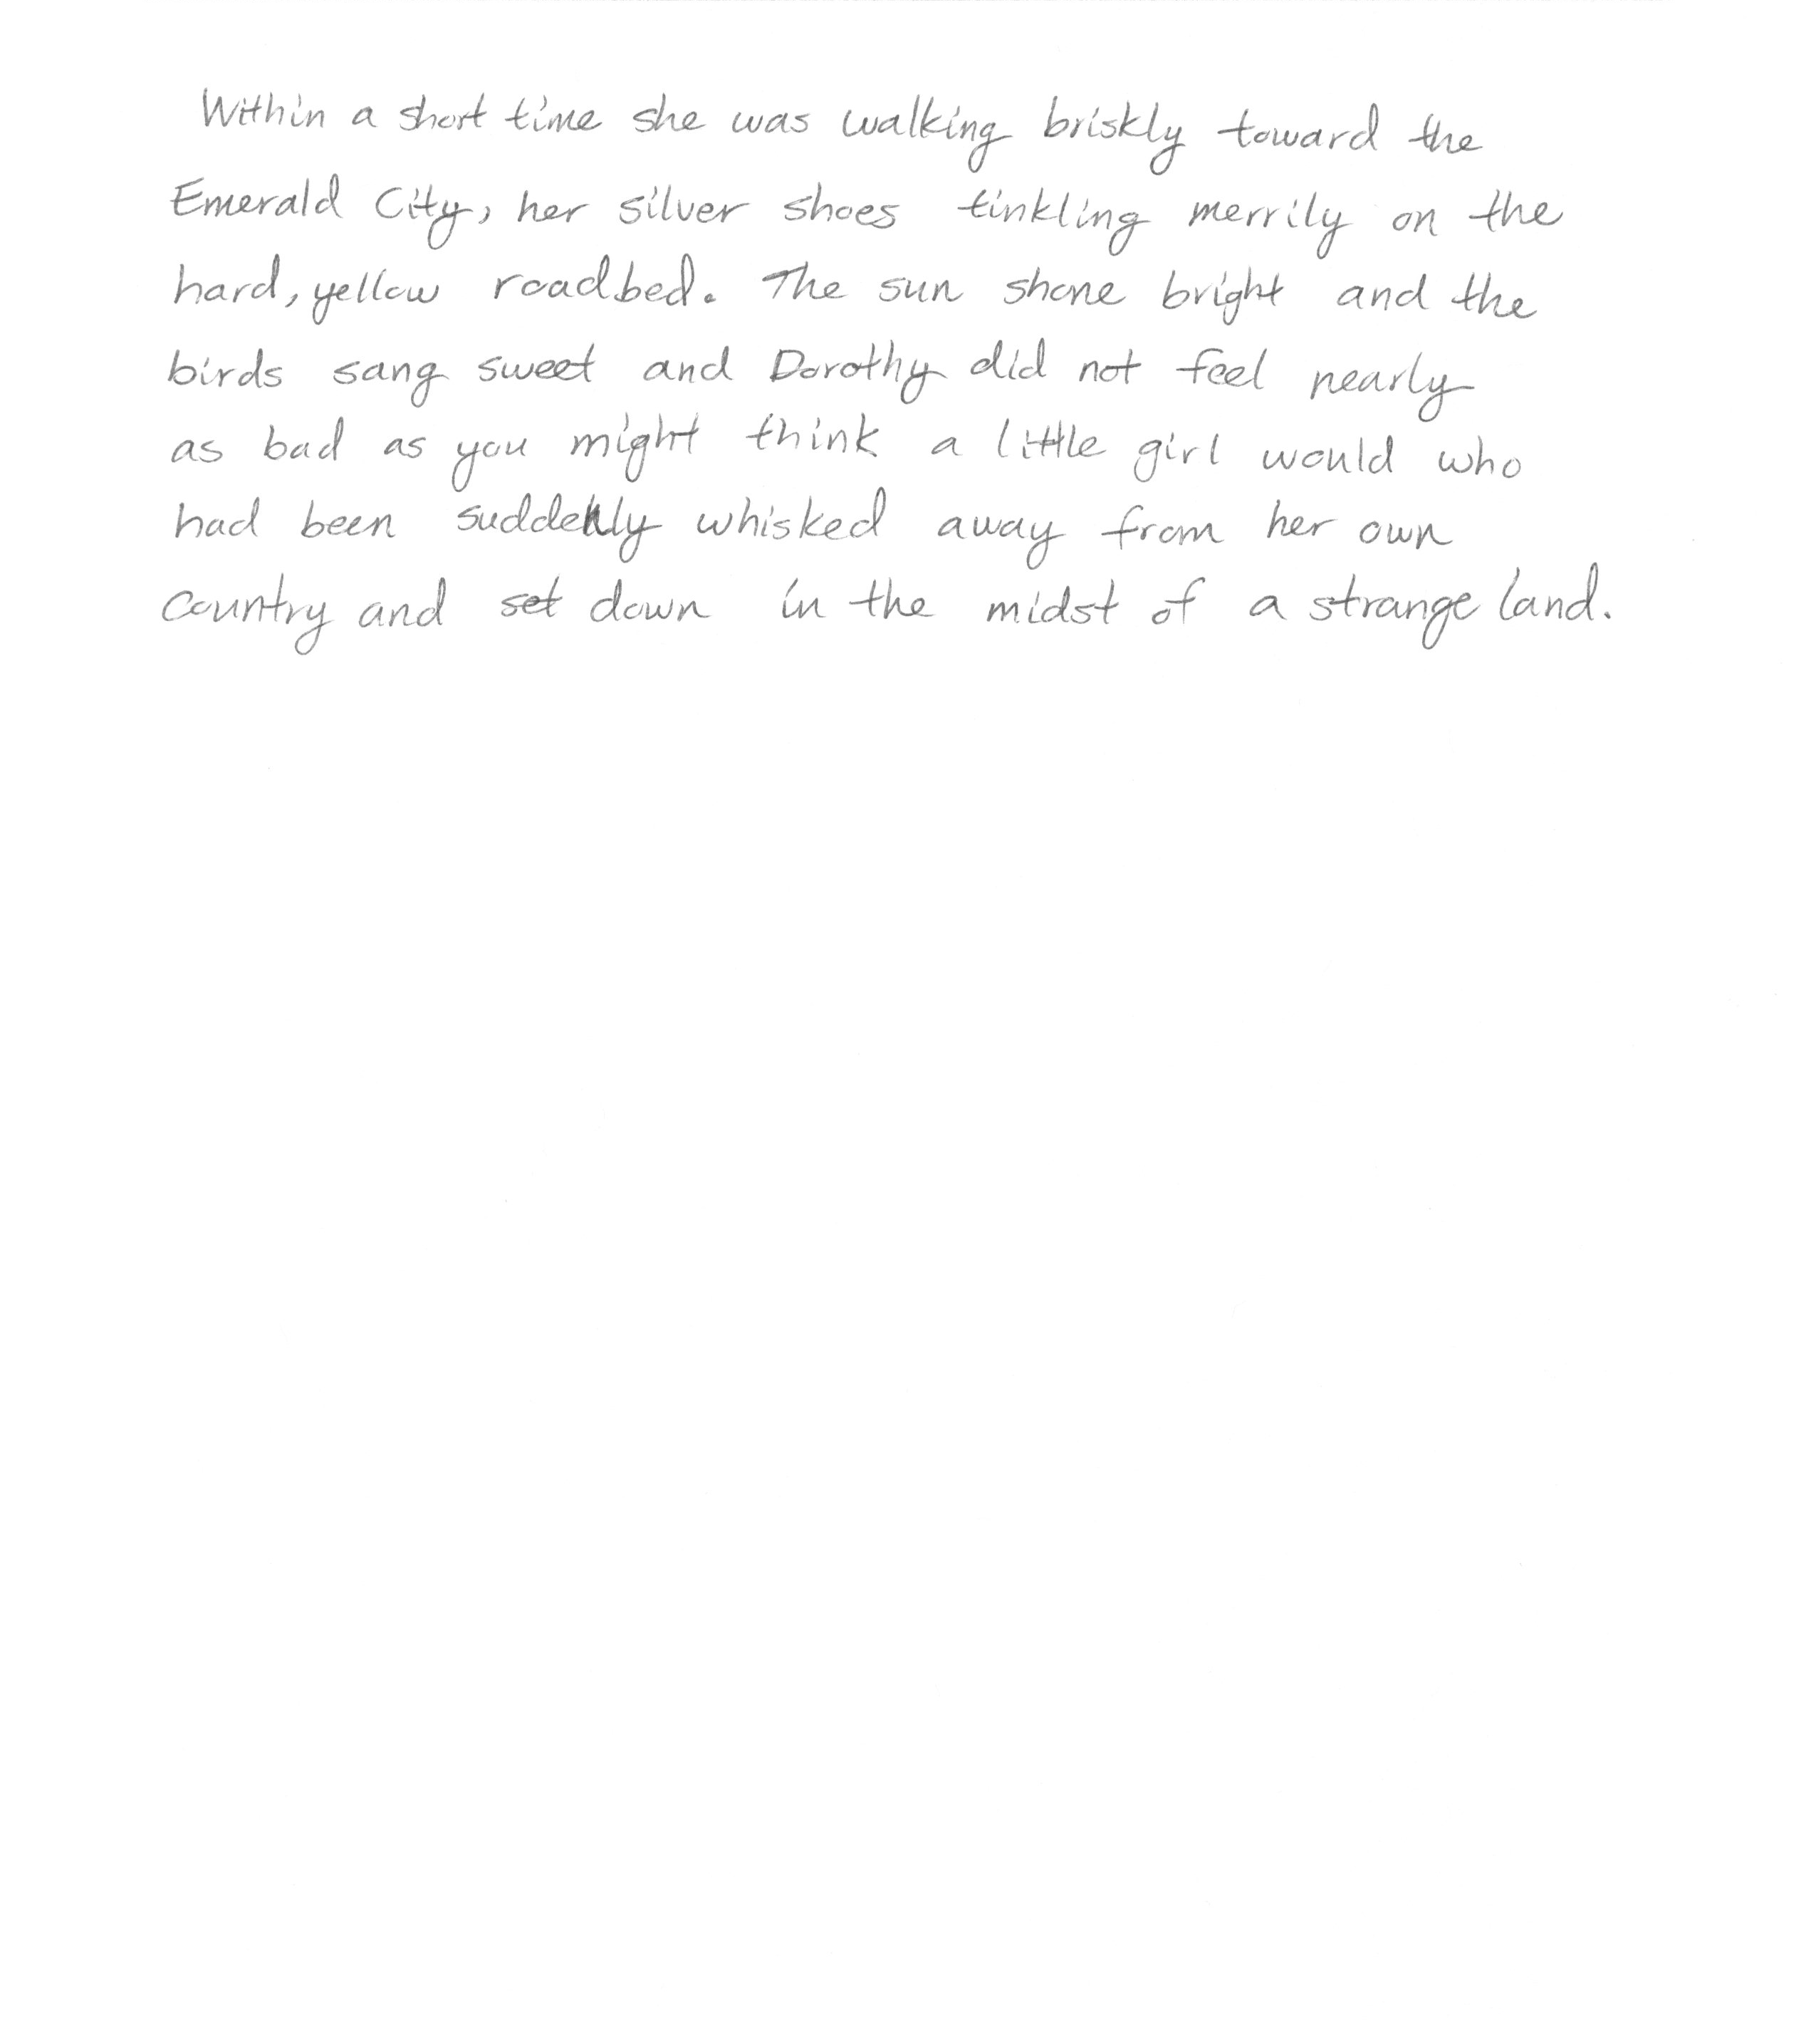 Within a short time she was walking briskly toward the
Emerald City, her silver shoes tinkling merrily on the
hard, yellow roadbed. The sun shone bright and the
birds sang sweet and Dorothy did not feel nearly
as bad as you might think a little girl would who
had been suddenly whisked away from her own
country and set down in the midst of a strange land.